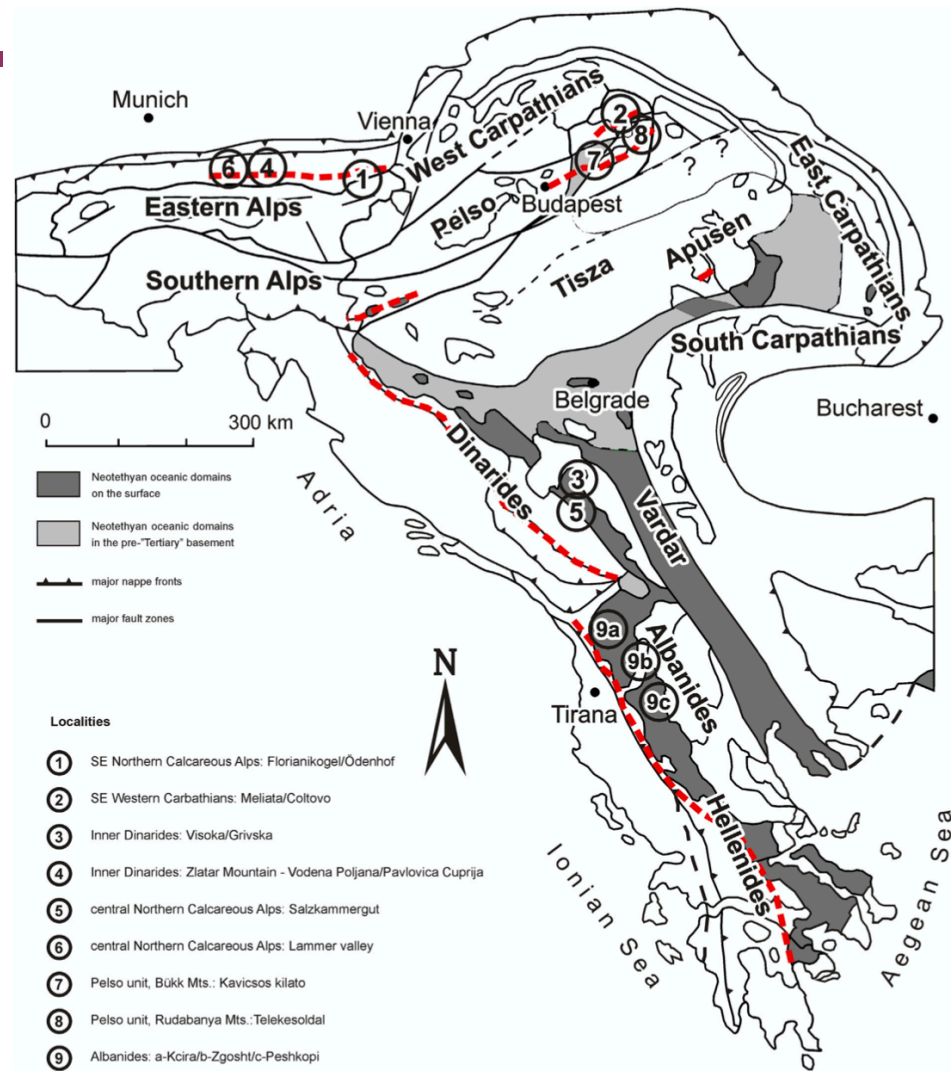 Munich
Vienna
West Carpathians
2
8
7
6
4
1
? ?
East Carpathians
Eastern Alps
Pelso
Budapest
Apusen
Tisza
Southern Alps
South Carpathians
Belgrade
Bucharest
0 300 km
Dinarides
Adria
3
5
Vardar
Neotethyan oceanic domains
on the surface
Neotethyan oceanic domains
in the pre-"Tertiary" basement
major nappe fronts
major fault zones
9a
9b
9c
Albanides
N
Tirana
Hellenides
Ionian Sea
Aegean Sea
Localities
1 SE Northern Calcareous Alps: Florianikogel/Ödenhof
2 SE Western Carbathians: Meliata/Coltovo
3 Inner Dinarides: Visoka/Grivska
4 Inner Dinarides: Zlatar Mountain - Vodena Poljana/Pavlovica Cuprija
5 central Northern Calcareous Alps: Salzkammergut
6 central Northern Calcareous Alps: Lammer valley
7 Pelso unit, Bükk Mts.: Kavicsos kilato
8 Pelso unit, Rudabanya Mts.:Telekesoldal
9 Albanides: a-Kcira/b-Zgosht/c-Peshkopi